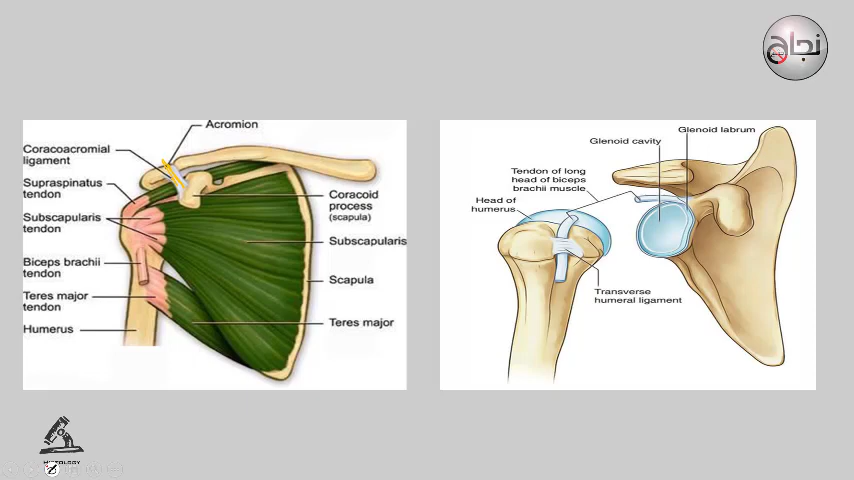 نجاح
Acromion
Coracoacromial
ligament
Supraspinatus
tendon
Subscapularis
tendon
Biceps brachii
tendon
Teres major
tendon
Humerus
Coracoid
process
(scapula)
Subscapularis
Scapula
Teres major
Glenoid labrum
Glenoid cavity
Tendon of long
head of biceps
brachii muscle
Head of
humerus
Transverse
humeral ligament
HISTOLOGY